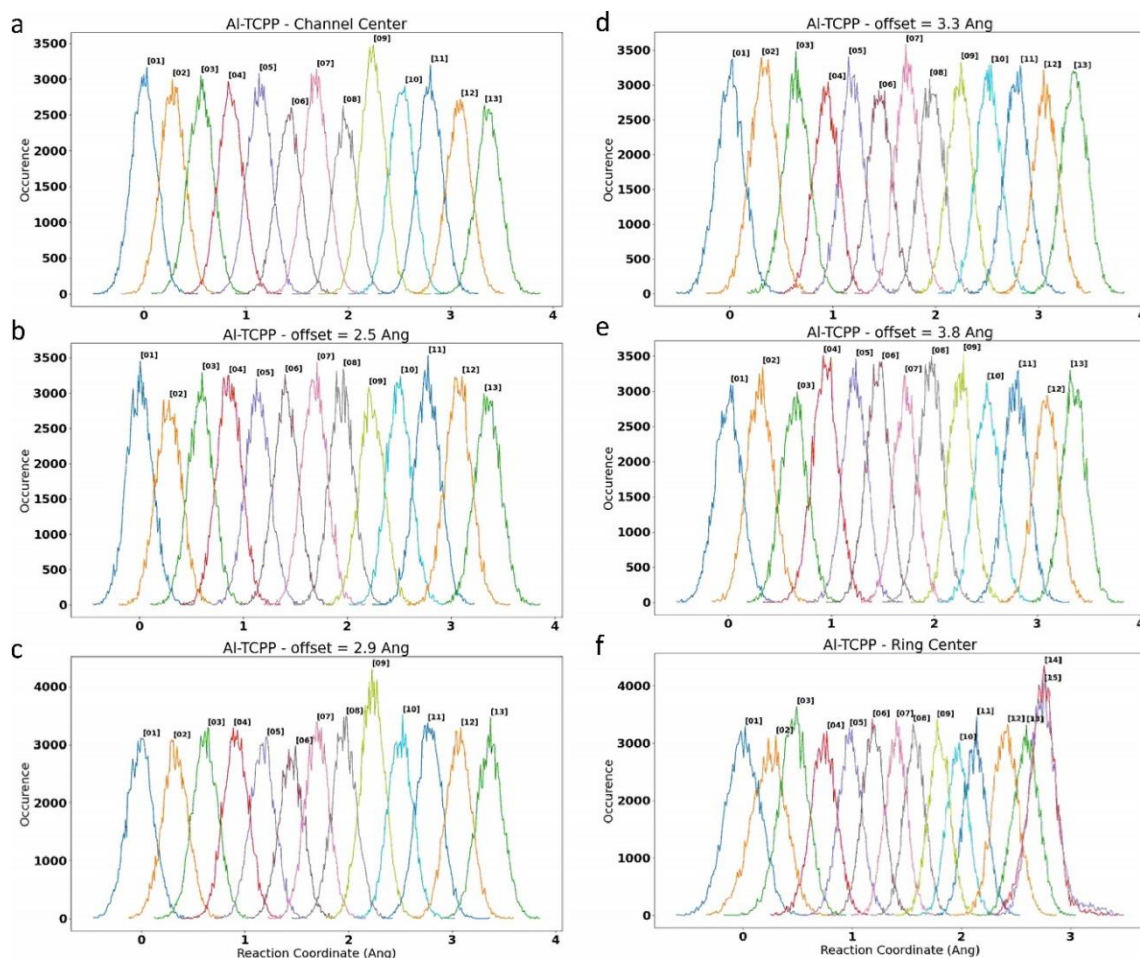 a
Al-TCPP - Channel Center
3500
3000
2500
2000
1500
1000
500
0
Occurence
[01] [02] [03] [04] [05] [06] [07] [08] [09] [10] [11] [12] [13]
0 1 2 3 4
b
Al-TCPP - offset = 2.5 Ang
3500
3000
2500
2000
1500
1000
500
0
Occurence
[01] [02] [03] [04] [05] [06] [07] [08] [09] [10] [11] [12] [13]
0 1 2 3 4
c
Al-TCPP - offset = 2.9 Ang
4000
3000
2000
1000
0
Occurence
[01] [02] [03] [04] [05] [06] [07] [08] [09] [10] [11] [12] [13]
0 1 2 3 4
Reaction Coordinate (Ang)
d
Al-TCPP - offset = 3.3 Ang
3500
3000
2500
2000
1500
1000
500
0
Occurence
[01] [02] [03] [04] [05] [06] [07] [08] [09] [10] [11] [12] [13]
0 1 2 3 4
e
Al-TCPP - offset = 3.8 Ang
3500
3000
2500
2000
1500
1000
500
0
Occurence
[01] [02] [03] [04] [05] [06] [07] [08] [09] [10] [11] [12] [13]
0 1 2 3 4
f
Al-TCPP - Ring Center
4000
3000
2000
1000
0
Occurence
[01] [02] [03] [04] [05] [06] [07] [08] [09] [10] [11] [12] [13] [14]
[15]
0 1 2 3
Reaction Coordinate (Ang)